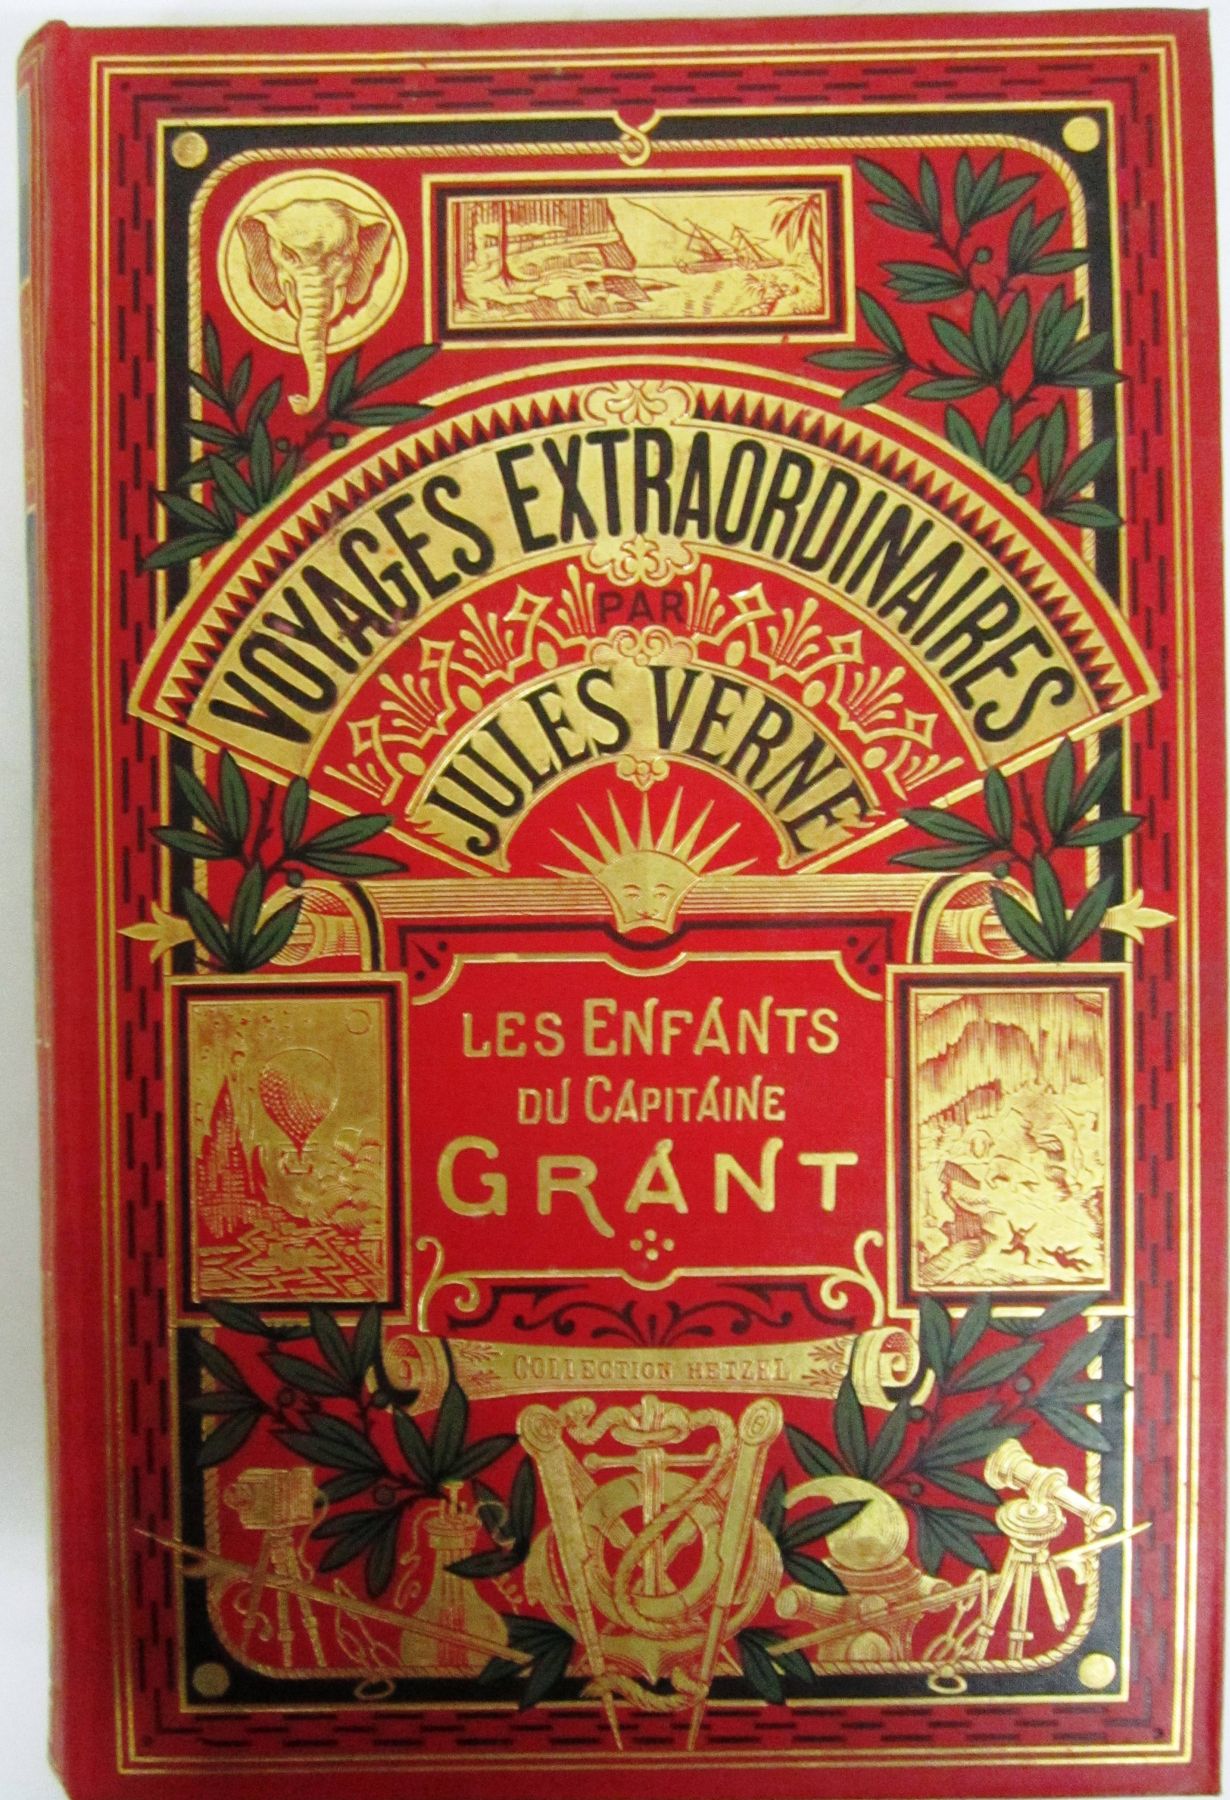 VOYAGES EXTRAORDINAIRES
PAR
JULES VERNE
LES ENFANTS
DU CAPITAINE
GRANT
COLLECTION HETZEL